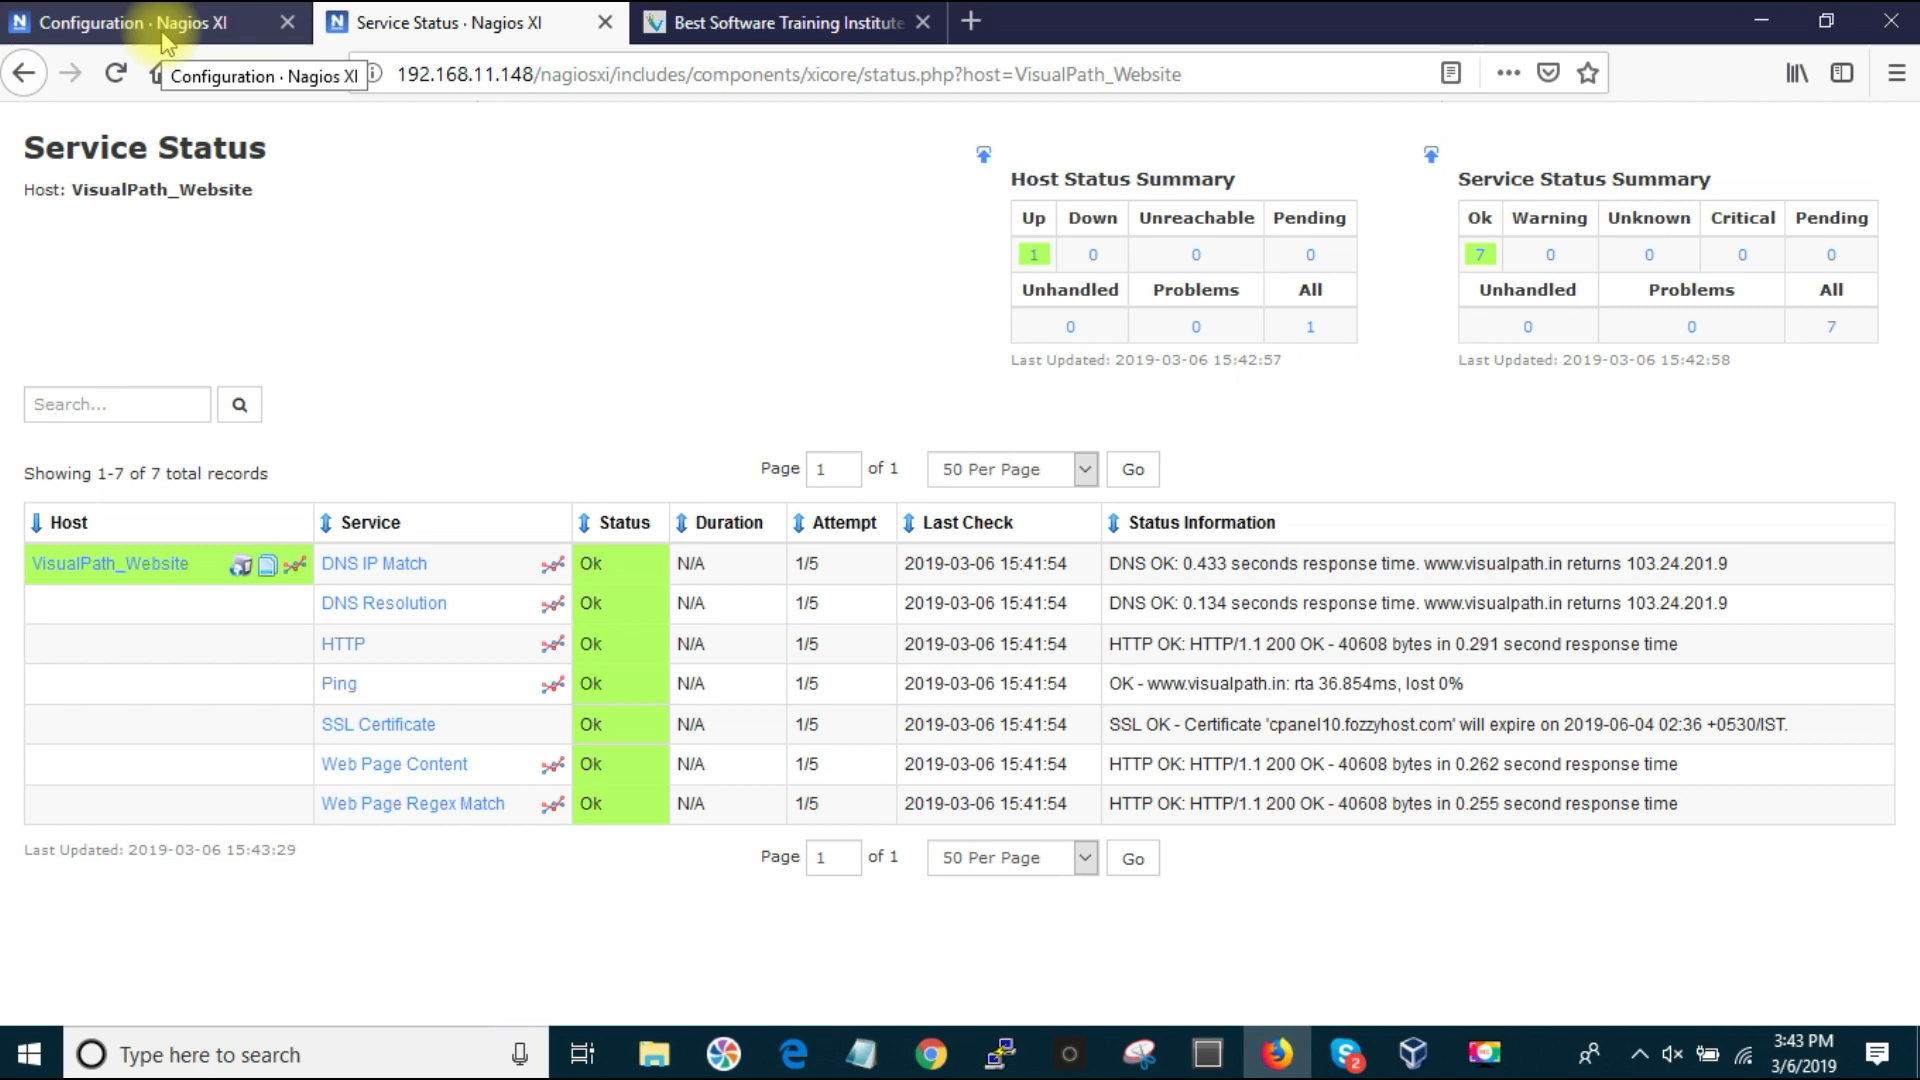 Configuration · Nagios XI
Service Status · Nagios XI
Best Software Training Institute
Configuration · Nagios XI
192.168.11.148/nagiosxi/includes/components/xicore/status.php?host=VisualPath_Website
Service Status
Host: VisualPath_Website
Host Status Summary
Up Down Unreachable Pending
1 0 0 0
Unhandled Problems All
0 0 1
Last Updated: 2019-03-06 15:42:57
Service Status Summary
Ok Warning Unknown Critical Pending
7 0 0 0 0
Unhandled Problems All
0 0 7
Last Updated: 2019-03-06 15:42:58
Search...
Showing 1-7 of 7 total records
Page 1 of 1 50 Per Page Go
Host Service Status Duration Attempt Last Check Status Information
VisualPath_Website DNS IP Match Ok N/A 1/5 2019-03-06 15:41:54 DNS OK: 0.433 seconds response time. www.visualpath.in returns 103.24.201.9
DNS Resolution Ok N/A 1/5 2019-03-06 15:41:54 DNS OK: 0.134 seconds response time. www.visualpath.in returns 103.24.201.9
HTTP Ok N/A 1/5 2019-03-06 15:41:54 HTTP OK: HTTP/1.1 200 OK - 40608 bytes in 0.291 second response time
Ping Ok N/A 1/5 2019-03-06 15:41:54 OK - www.visualpath.in: rta 36.854ms, lost 0%
SSL Certificate Ok N/A 1/5 2019-03-06 15:41:54 SSL OK - Certificate 'cpanel10.fozzyhost.com' will expire on 2019-06-04 02:36 +0530/IST.
Web Page Content Ok N/A 1/5 2019-03-06 15:41:54 HTTP OK: HTTP/1.1 200 OK - 40608 bytes in 0.262 second response time
Web Page Regex Match Ok N/A 1/5 2019-03-06 15:41:54 HTTP OK: HTTP/1.1 200 OK - 40608 bytes in 0.255 second response time
Last Updated: 2019-03-06 15:43:29
Page 1 of 1 50 Per Page Go
Type here to search
2
3:43 PM
3/6/2019